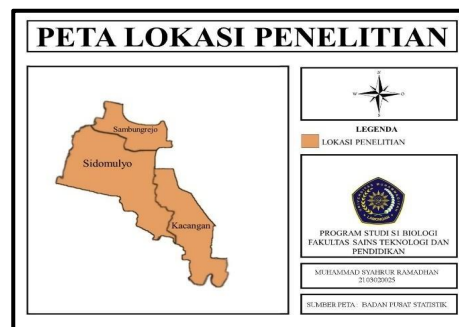 PETA LOKASI PENELITIAN
Sambungrejo
Sidomulyo
Kacangan
N
W
O
S
LEGENDA
LOKASI PENELITIAN
LAMONGAN
PROGRAM STUDI S1 BIOLOGI
FAKULTAS SAINS TEKNOLOGI DAN
PENDIDIKAN
MUHAMMAD SYAHRUR RAMADHAN
2103020025
SUMBER PETA : BADAN PUSAT STATISTIK